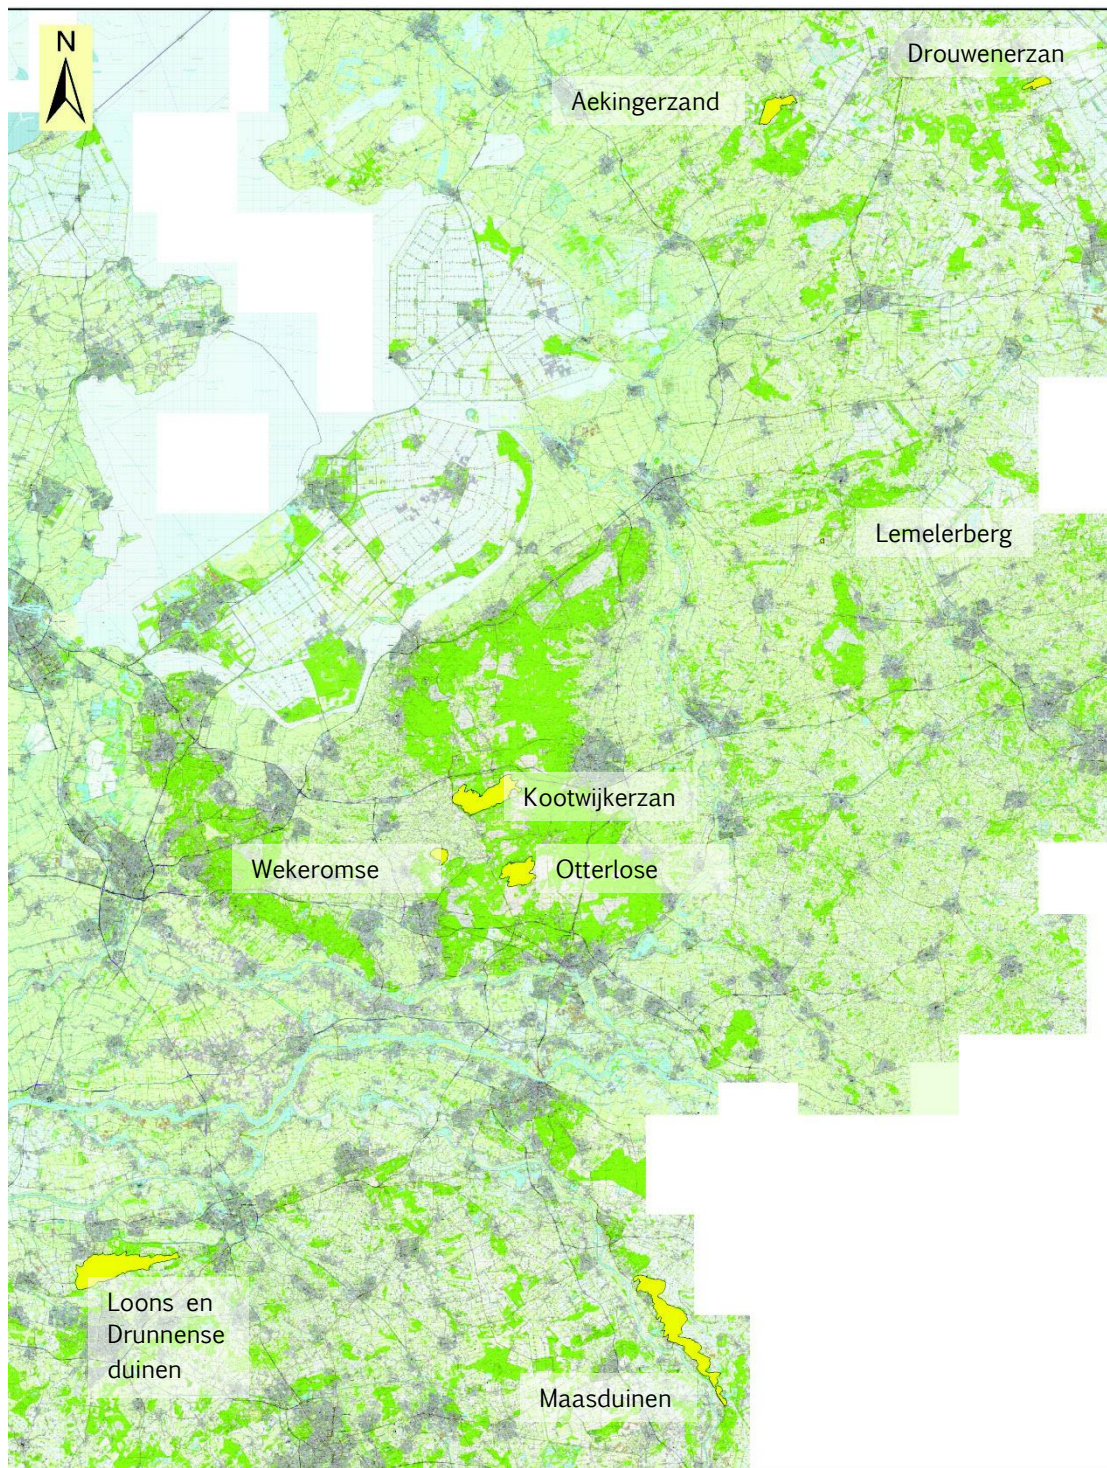 N
Drouwenerzan
Aekingerzand
Lemelerberg
Kootwijkerzan
Wekeromse
Otterlose
Loons en
Drunnense
duinen
Maasduinen